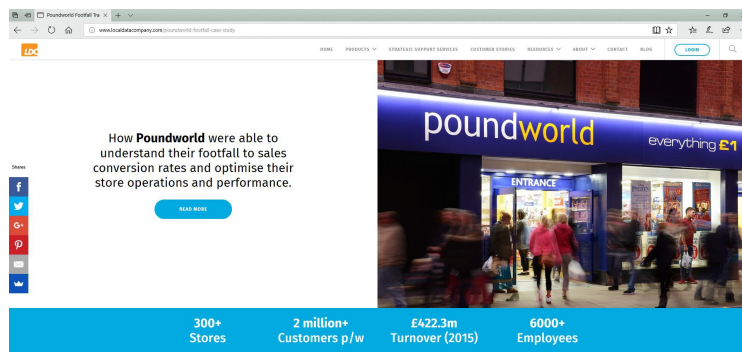 Poundworld Footfall Tra
www.localdatacompany.com/poundworld-footfall-case-study
LDC
HOME PRODUCTS STRATEGIC SUPPORT SERVICES CUSTOMER STORIES RESOURCES ABOUT CONTACT BLOG LOGIN
How Poundworld were able to
understand their footfall to sales
conversion rates and optimise their
store operations and performance.
READ MORE
Shares
poundworld
everything £1
ENTRANCE
300+ 2 million+ £422.3m 6000+
Stores Customers p/w Turnover (2015) Employees